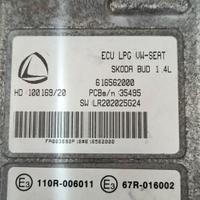 ECU LPG VW-SEAT
SKODA BUD 1.4L
616562000
HD 100169/20
PCBs/n 35495
SW LR202025G24
E3 110R-006011
E3 67R-016002